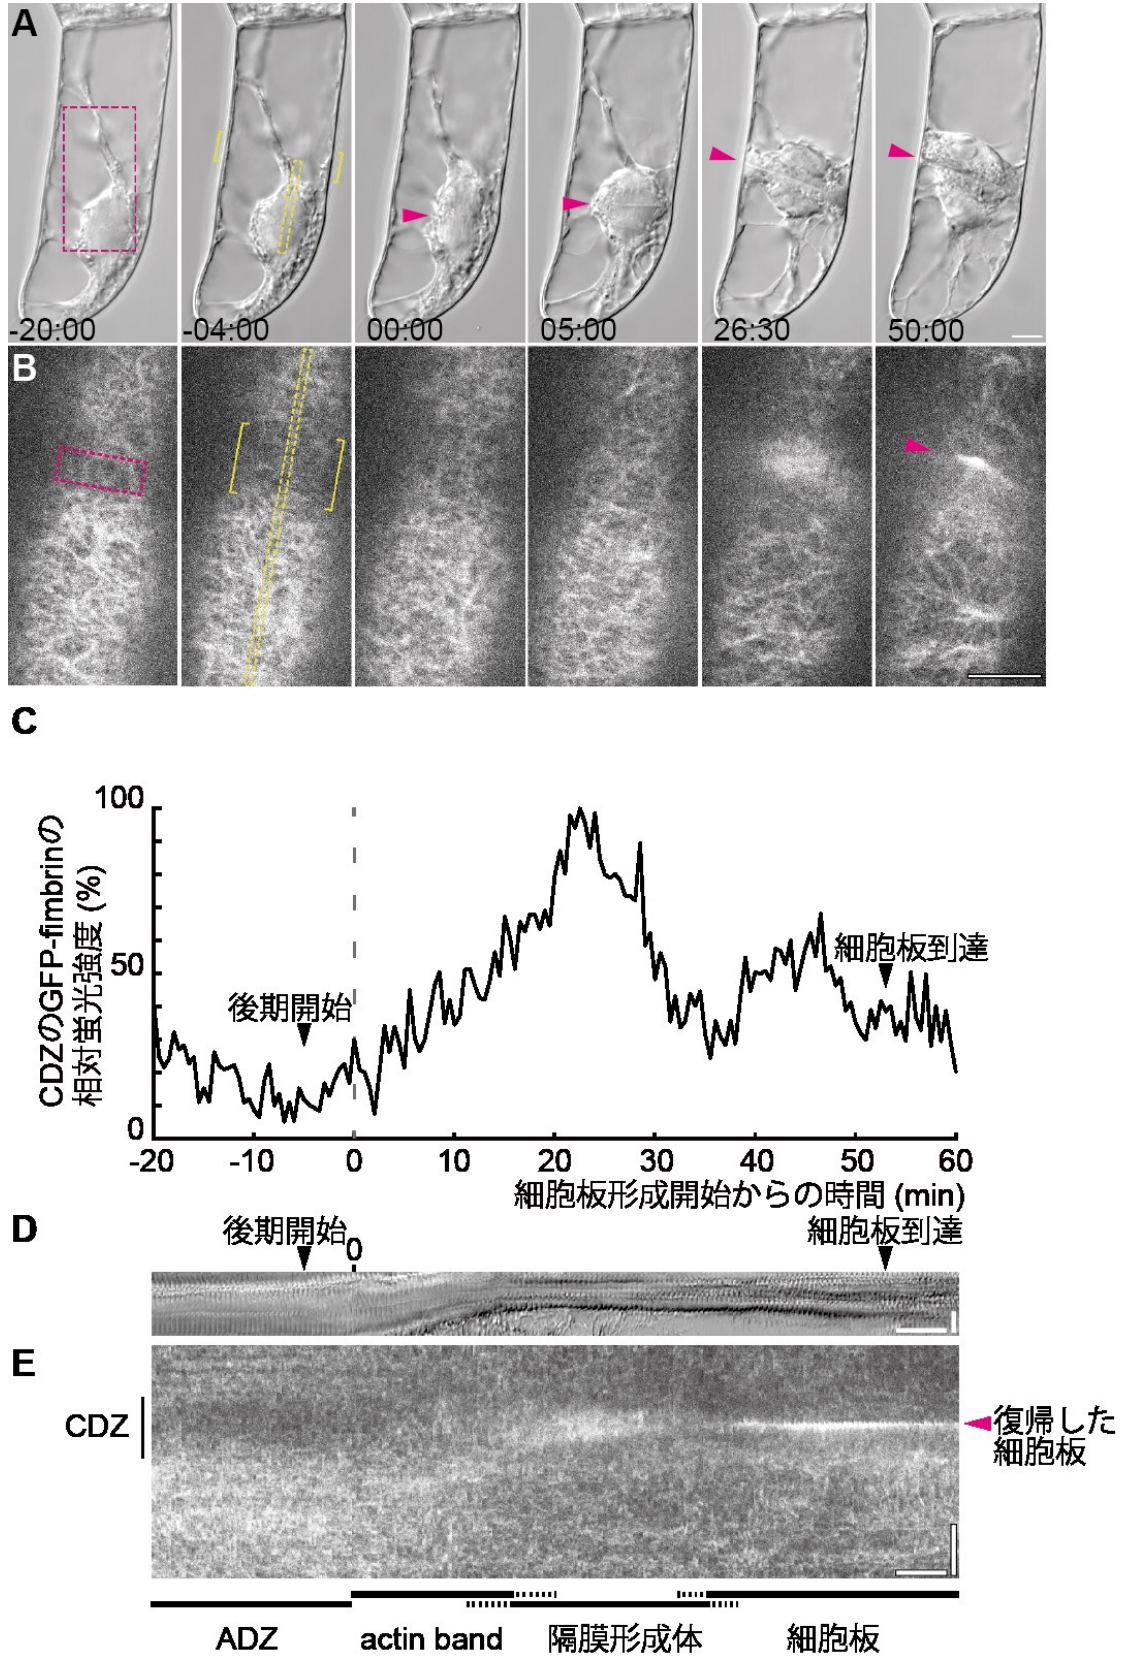 A
-20:00
-04:00
00:00
05:00
26:30
50:00
B
C
CDZのGFP-fimbrinの
相対蛍光強度 (%)
100
50
0
後期開始
細胞板到達
-20 -10 0 10 20 30 40 50 60
細胞板形成開始からの時間 (min)
D
後期開始
0
細胞板到達
E
CDZ
復帰した
細胞板
ADZ actin band 隔膜形成体 細胞板